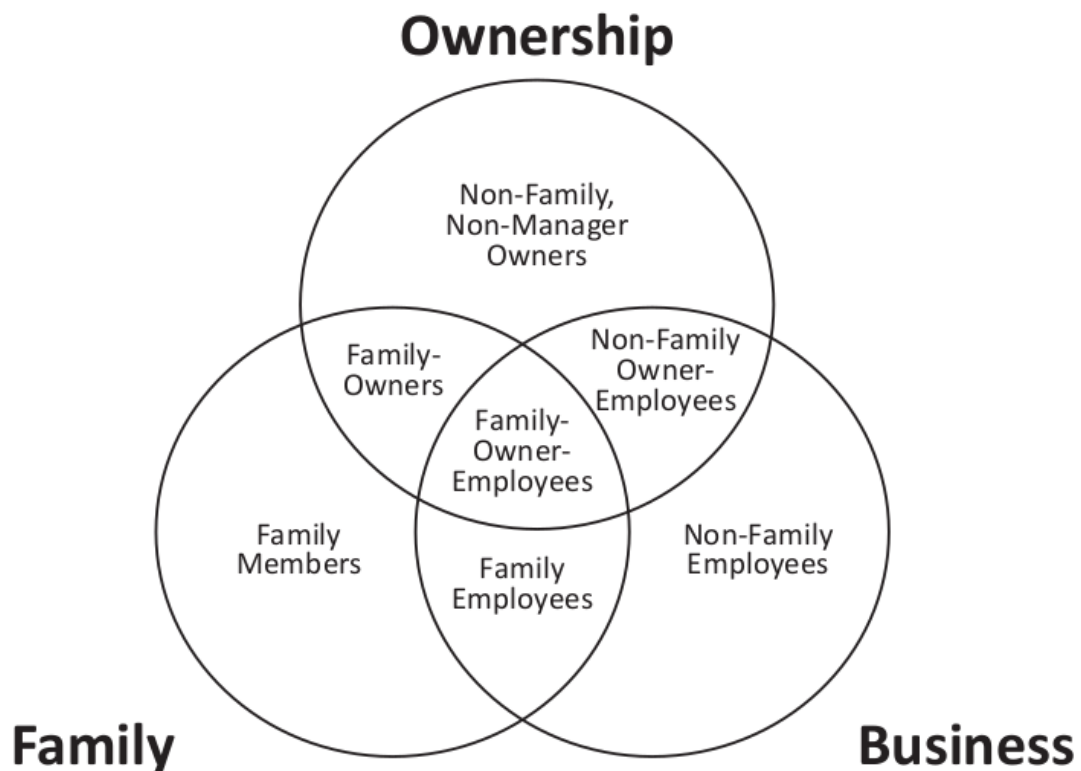 Ownership
Non-Family,
Non-Manager
Owners
Family-
Owners
Non-Family
Owner-
Employees
Family-
Owner-
Employees
Family
Members
Family
Employees
Non-Family
Employees
Family
Business